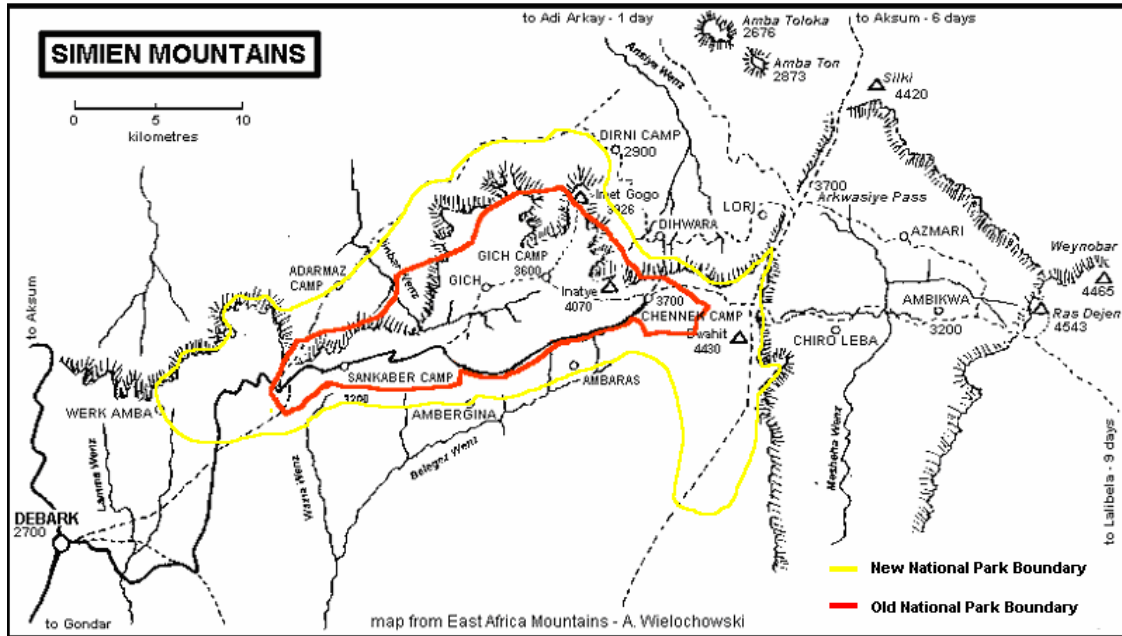 SIMIEN MOUNTAINS
0 5 10
kilometres
to Adi Arkay - 1 day
to Aksum - 6 days
Amba Toloka
2676
Amba Ton
2873
Silki
4420
Ansiya Wenz
DIRNI CAMP
2900
Imet Gogo
3926
LORI
3700
Arkwasiye Pass
DIHWARA
AZMARI
Weynobar
4465
GICH CAMP
3600
ADARMAZ
CAMP
GICH
Inatye
4070
3700
CHENNEK CAMP
Bwahit
4430
AMBIKWA
3200
Ras Dejen
4543
CHIRO LEBA
to Aksum
SANKABER CAMP
3200
AMBARAS
WERK AMBA
AMBERGINA
Lamma Wenz
Wazla Wenz
Belegez Wenz
Mesheha Wenz
to Lalibela - 9 days
DEBARK
2700
New National Park Boundary
Old National Park Boundary
to Gondar
map from East Africa Mountains - A. Wielochowski